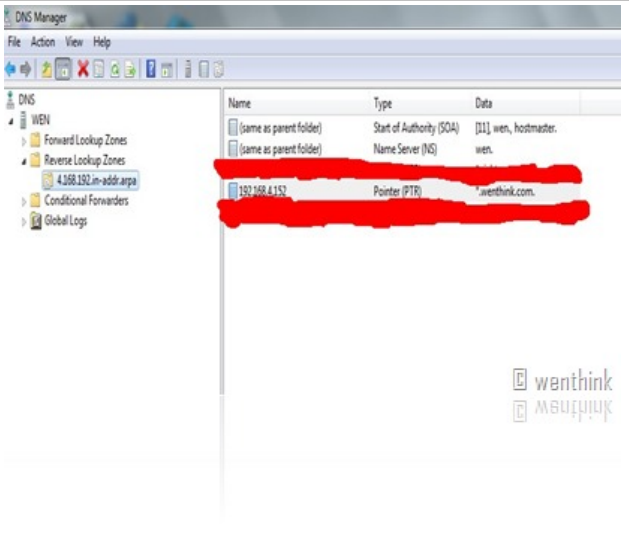 DNS Manager
File Action View Help
DNS
WEN
Forward Lookup Zones
Reverse Lookup Zones
4.168.192.in-addr.arpa
Conditional Forwarders
Global Logs
Name Type Data
(same as parent folder) Start of Authority (SOA) [11], wen., hostmaster.
(same as parent folder) Name Server (NS) wen.
192.168.4.152 Pointer (PTR) *.wenthink.com.
© wenthink